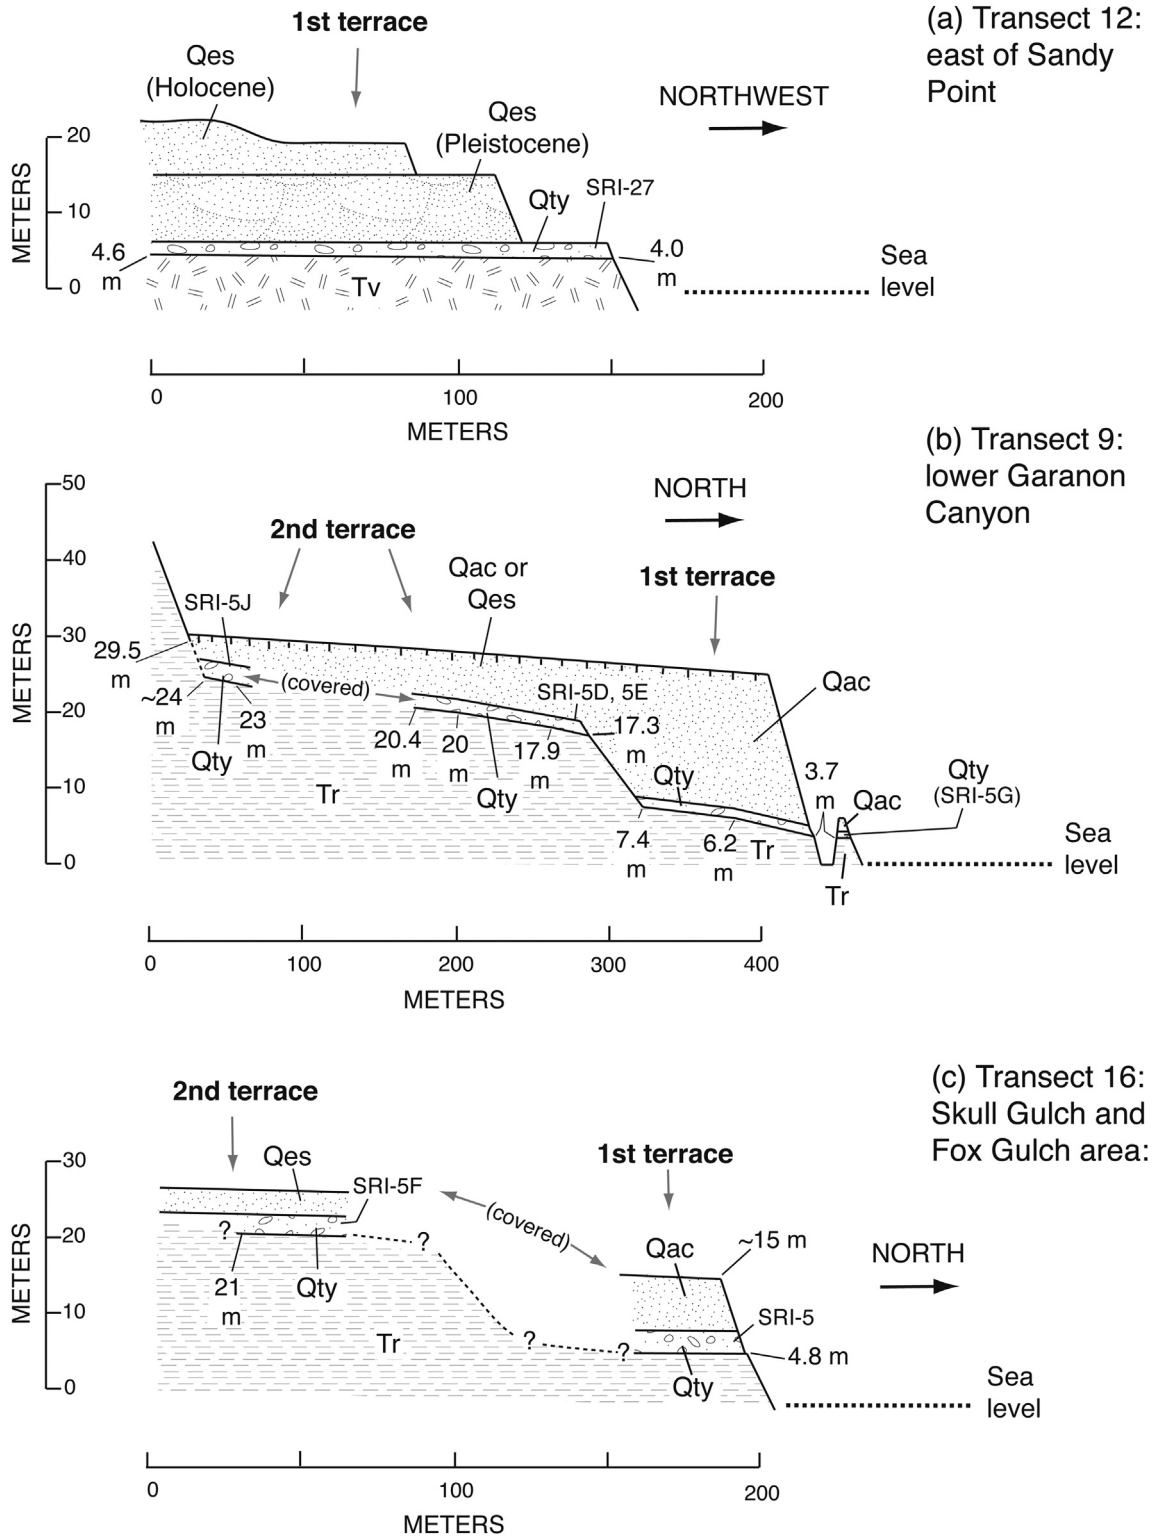 (a) Transect 12:
east of Sandy
Point
1st terrace
Qes
(Holocene)
NORTHWEST
Qes
(Pleistocene)
Qty
SRI-27
METERS
20
10
0
4.6
m
4.0
m
Tv
Sea
level
0
100
200
METERS
(b) Transect 9:
lower Garanon
Canyon
NORTH
2nd terrace
1st terrace
Qac or
Qes
SRI-5J
METERS
50
40
30
20
10
0
29.5
m
~24
m
23
m
Qty
(covered)
SRI-5D, 5E
20.4
m
20
m
17.9
m
17.3
m
Qty
Qty
Qac
Tr
7.4
m
6.2
m
Tr
3.7
m
Qac
Qty
(SRI-5G)
Tr
Sea
level
0
100
200
300
400
METERS
(c) Transect 16:
Skull Gulch and
Fox Gulch area:
2nd terrace
1st terrace
Qes
SRI-5F
METERS
30
20
10
0
?
?
?
?
21
m
Qty
(covered)
Tr
Qac
~15 m
NORTH
SRI-5
4.8 m
Qty
Sea
level
0
100
200
METERS